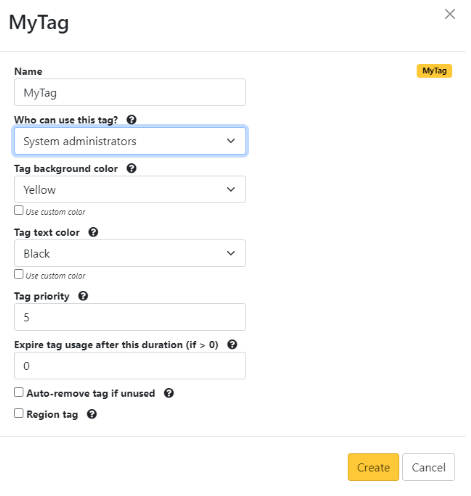 MyTag
Name
MyTag
MyTag
Who can use this tag?
System administrators
Tag background color
Yellow
Use custom color
Tag text color
Black
Use custom color
Tag priority
5
Expire tag usage after this duration (if > 0)
0
Auto-remove tag if unused
Region tag
Create Cancel